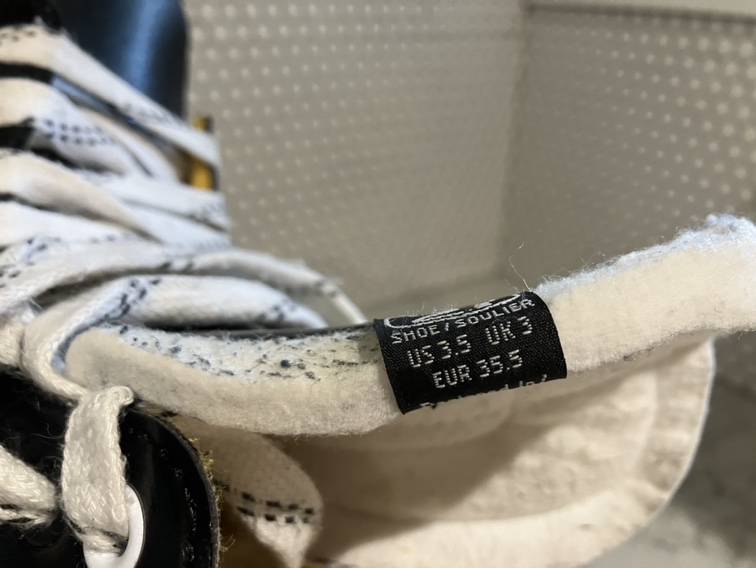 SHOE / SOULIER
US 3.5 UK 3
EUR 35.5